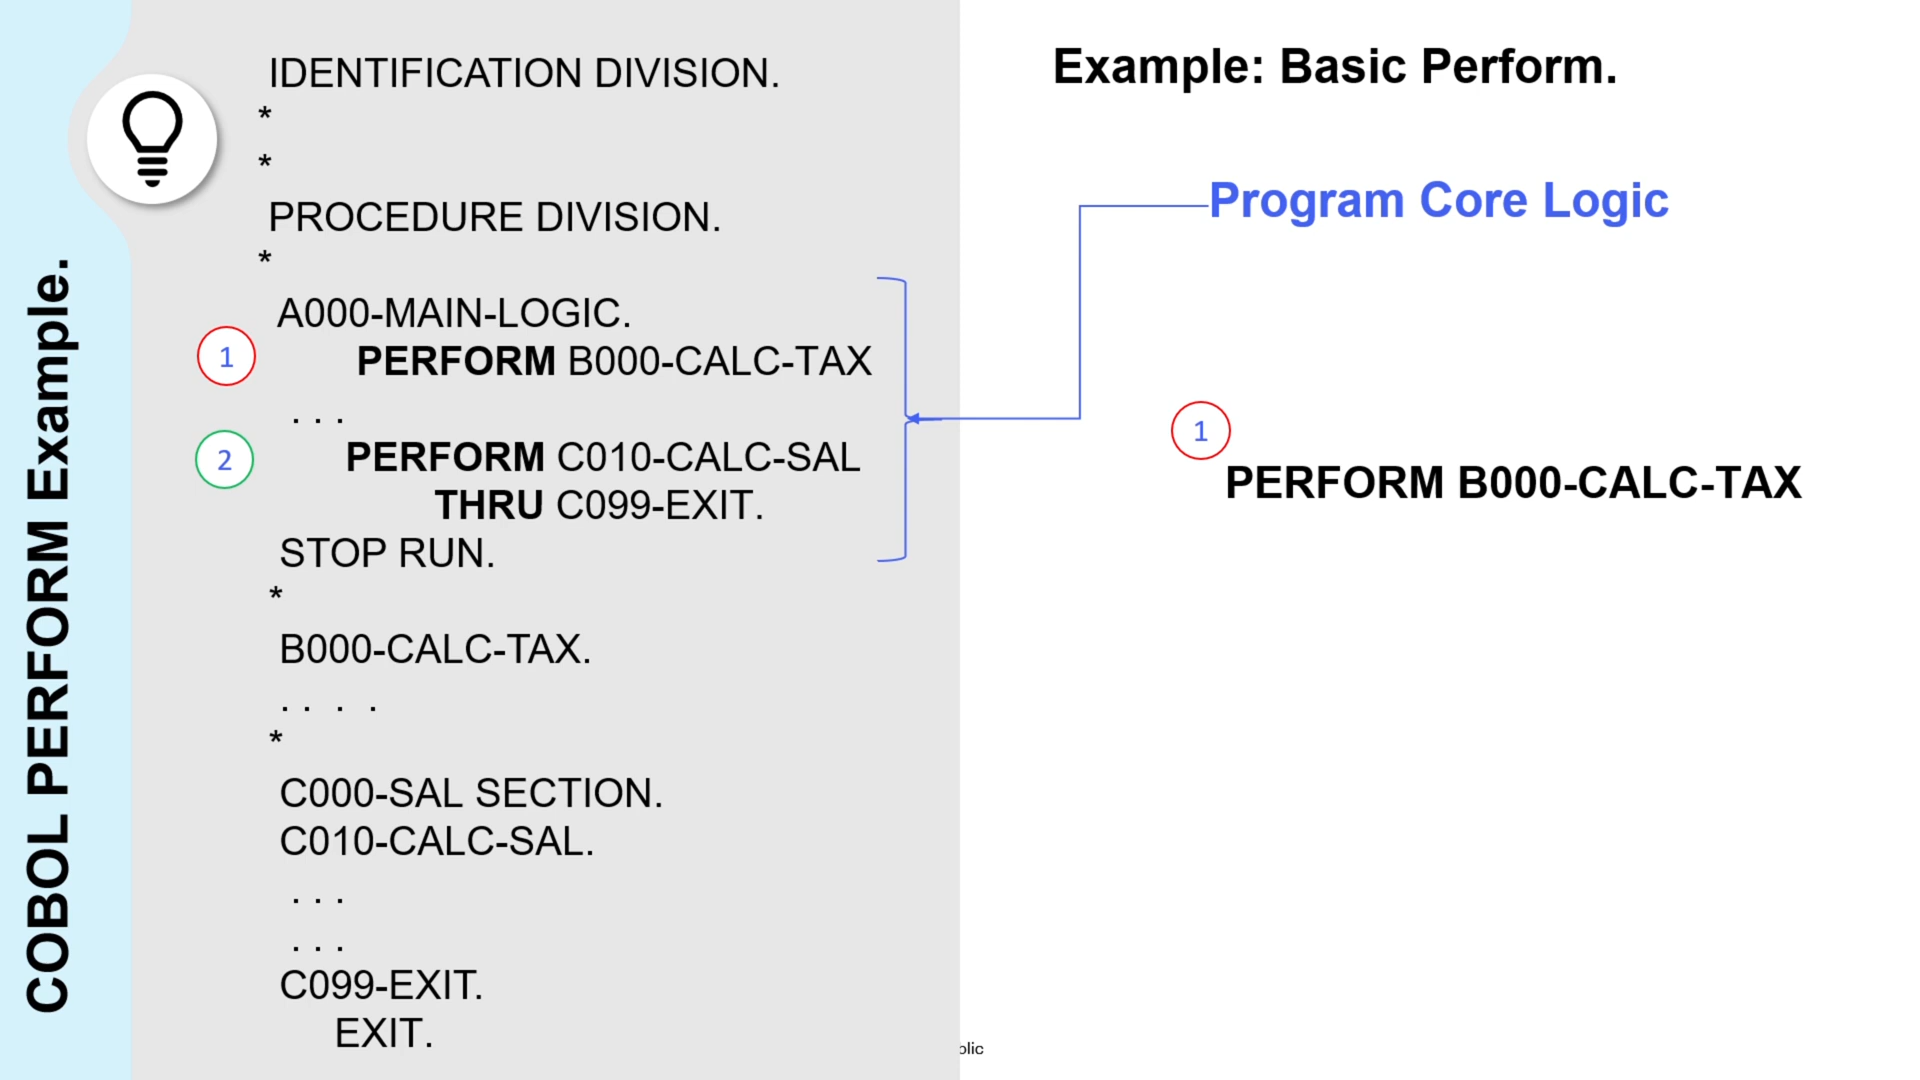 COBOL PERFORM Example.
IDENTIFICATION DIVISION.
*
*
PROCEDURE DIVISION.
*
A000-MAIN-LOGIC.
1
PERFORM B000-CALC-TAX
. . .
2
PERFORM C010-CALC-SAL
THRU C099-EXIT.
STOP RUN.
*
B000-CALC-TAX.
. . . .
*
C000-SAL SECTION.
C010-CALC-SAL.
. . .
. . .
C099-EXIT.
EXIT.
Example: Basic Perform.
Program Core Logic
1
PERFORM B000-CALC-TAX